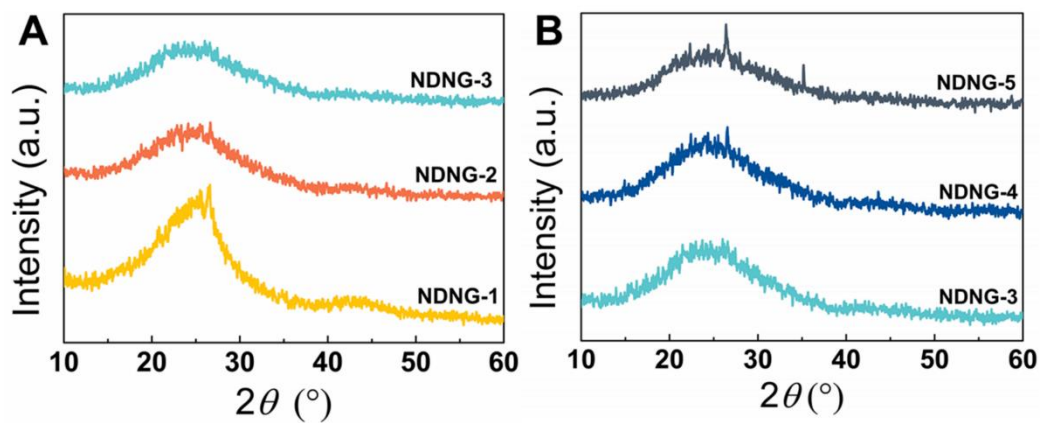 A
NDNG-3
NDNG-2
NDNG-1
Intensity (a.u.)
10 20 30 40 50 60
2θ (°)
B
NDNG-5
NDNG-4
NDNG-3
Intensity (a.u.)
10 20 30 40 50 60
2θ (°)